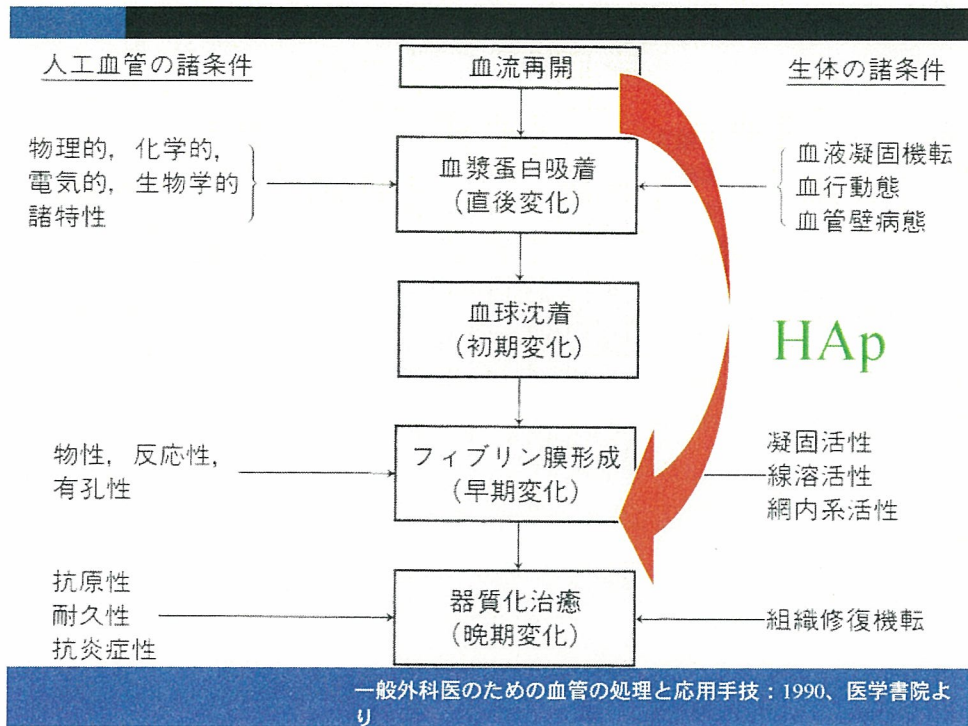 人工血管の諸条件
血流再開
生体の諸条件
物理的，化学的，
電気的，生物学的
諸特性
血漿蛋白吸着
(直後変化)
血液凝固機転
血行動態
血管壁病態
血球沈着
(初期変化)
HAp
物性，反応性，
有孔性
フィブリン膜形成
(早期変化)
凝固活性
線溶活性
網内系活性
抗原性
耐久性
抗炎症性
器質化治癒
(晩期変化)
組織修復機転
一般外科医のための血管の処理と応用手技：1990、医学書院よ
り